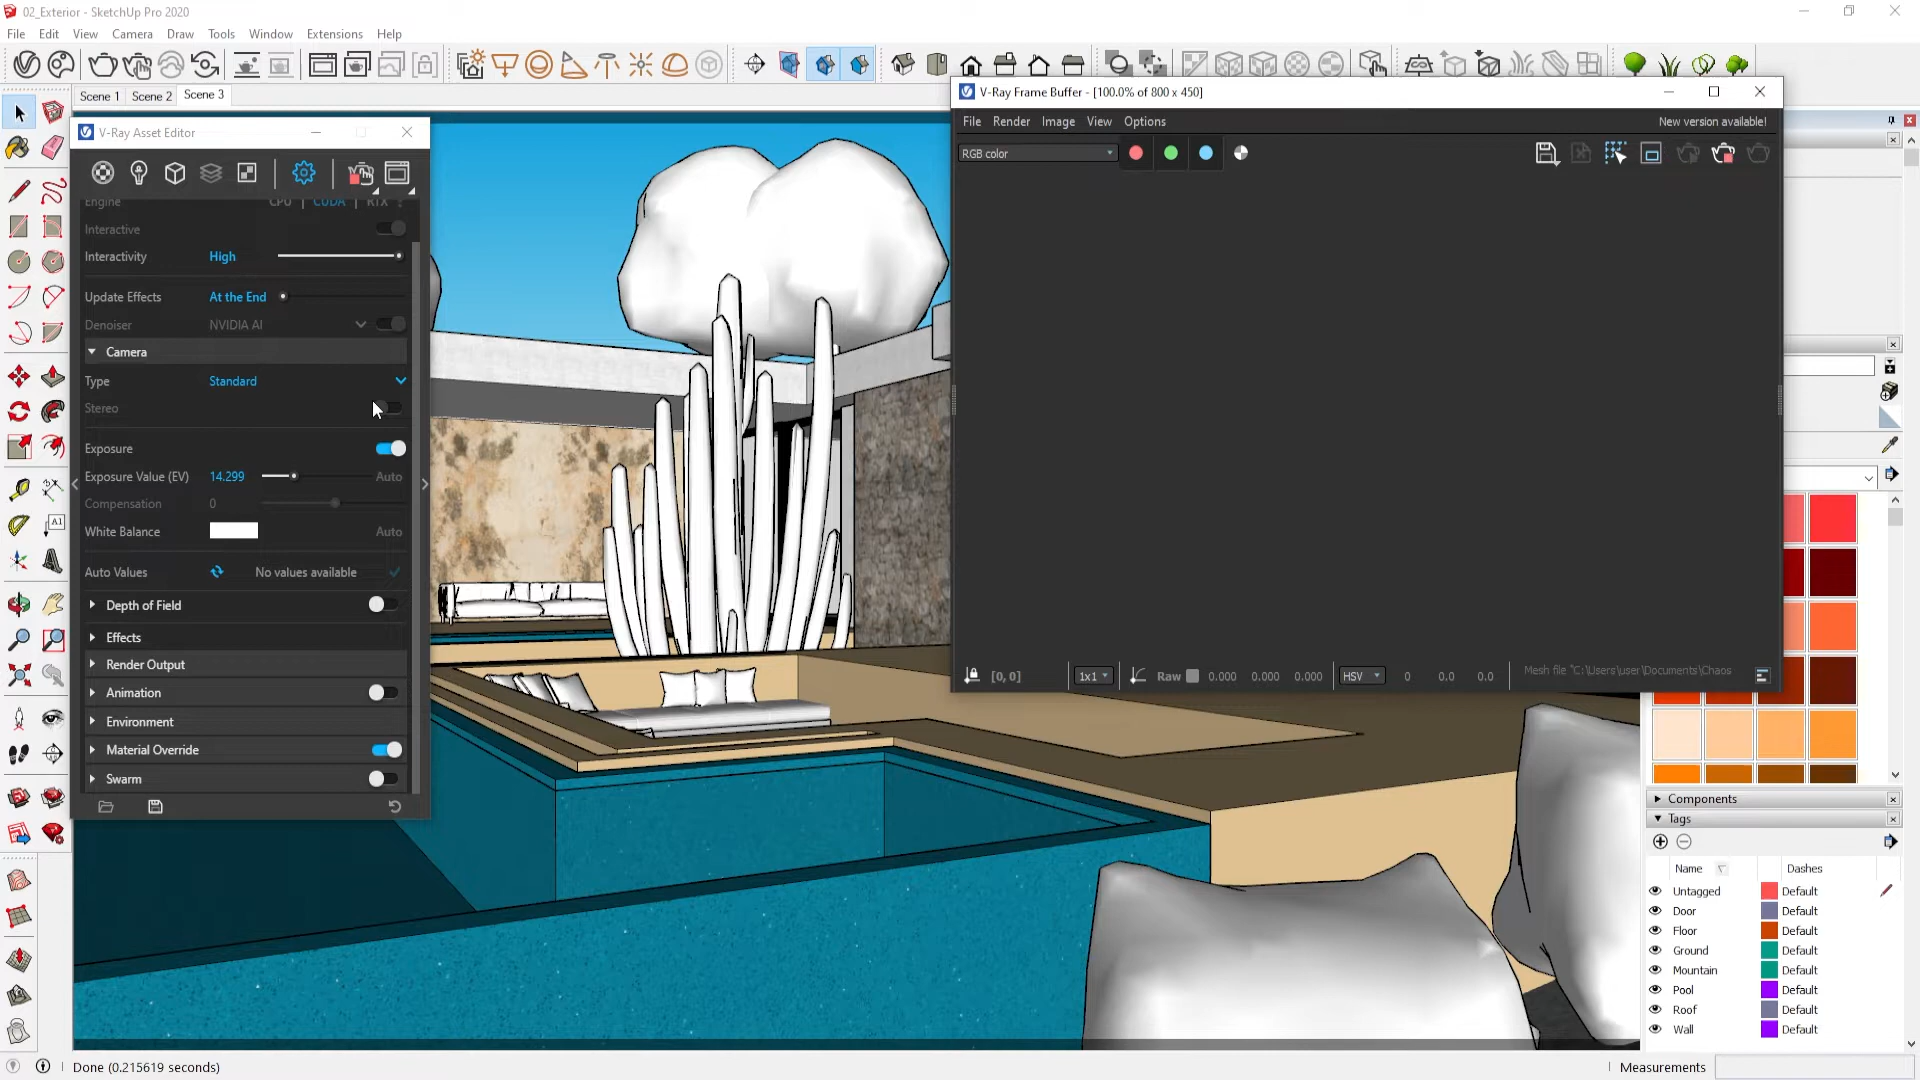 02_Exterior - SketchUp Pro 2020
File Edit View Camera Draw Tools Window Extensions Help
Scene 1 Scene 2 Scene 3
V-Ray Asset Editor
Engine CPU | CUDA | RTX
Interactive
Interactivity High
Update Effects At the End
Denoiser NVIDIA AI
Camera
Type Standard
Stereo
Exposure
Exposure Value (EV) 14.299 Auto
Compensation 0
White Balance Auto
Auto Values No values available
Depth of Field
Effects
Render Output
Animation
Environment
Material Override
Swarm
V-Ray Frame Buffer - [100.0% of 800 x 450]
File Render Image View Options New version available!
RGB color
[0, 0] 1x1 Raw 0.000 0.000 0.000 HSV 0 0.0 0.0 Mesh file "C:\Users\user\Documents\Chaos
Components
Tags
Name Dashes
Untagged Default
Door Default
Floor Default
Ground Default
Mountain Default
Pool Default
Roof Default
Wall Default
Done (0.215619 seconds)
Measurements